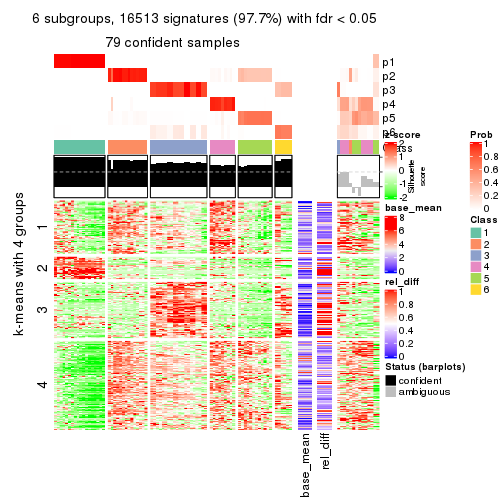 6 subgroups, 16513 signatures (97.7%) with fdr < 0.05
79 confident samples
p1
p2
p3
p4
p5
p6
Class
z-score
2
1
0
-1
-2
Silhouette
score
base_mean
8
6
4
2
0
rel_diff
1
0.8
0.6
0.4
0.2
0
Status (barplots)
confident
ambiguous
Prob
1
0.8
0.6
0.4
0.2
0
Class
1
2
3
4
5
6
k-means with 4 groups
1
2
3
4
base_mean
rel_diff